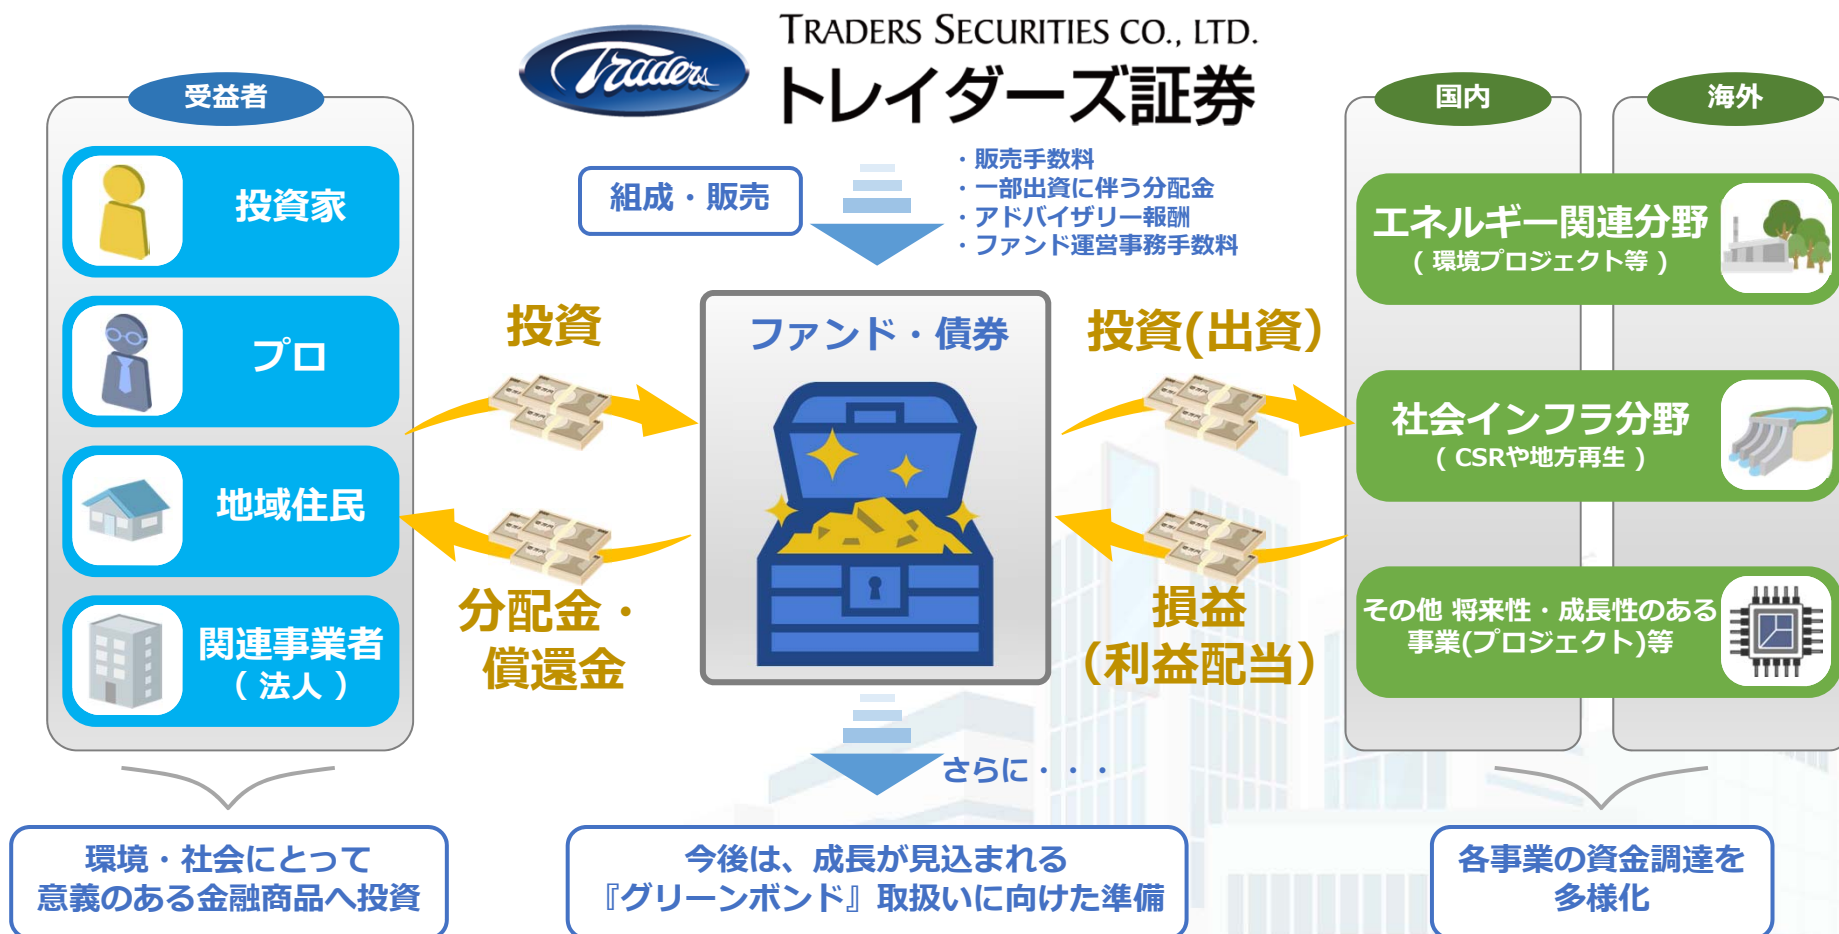 Traders
TRADERS SECURITIES CO., LTD.
トレイダーズ証券
受益者
投資家
プロ
地域住民
関連事業者
( 法人 )
環境・社会にとって
意義のある金融商品へ投資
組成・販売
・販売手数料
・一部出資に伴う分配金
・アドバイザリー報酬
・ファンド運営事務手数料
投資
分配金・
償還金
ファンド・債券
投資(出資)
損益
(利益配当)
さらに・・・
今後は、成長が見込まれる
『グリーンボンド』取扱いに向けた準備
国内
海外
エネルギー関連分野
( 環境プロジェクト等 )
社会インフラ分野
( CSRや地方再生 )
その他 将来性・成長性のある
事業(プロジェクト)等
各事業の資金調達を
多様化